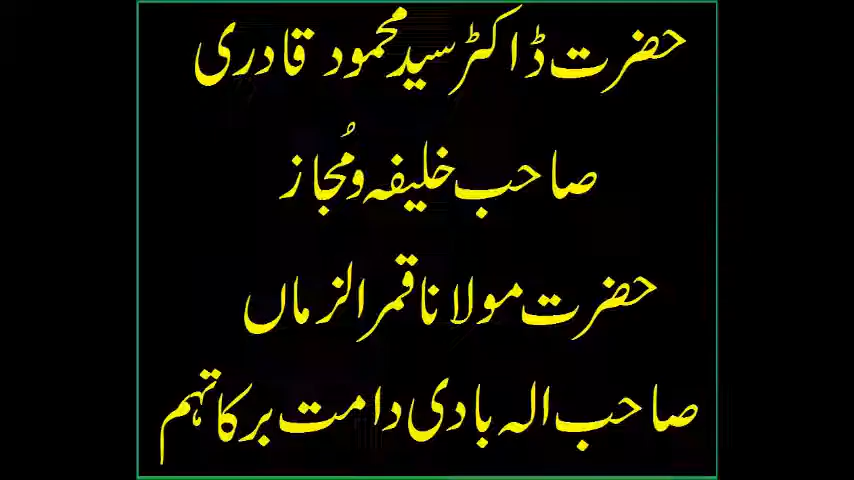 حضرت ڈاکٹر سید محمود قادری
صاحب خلیفہ و مُجاز
حضرت مولانا قمر الزماں
صاحب الہ بادی دامت برکاتہم